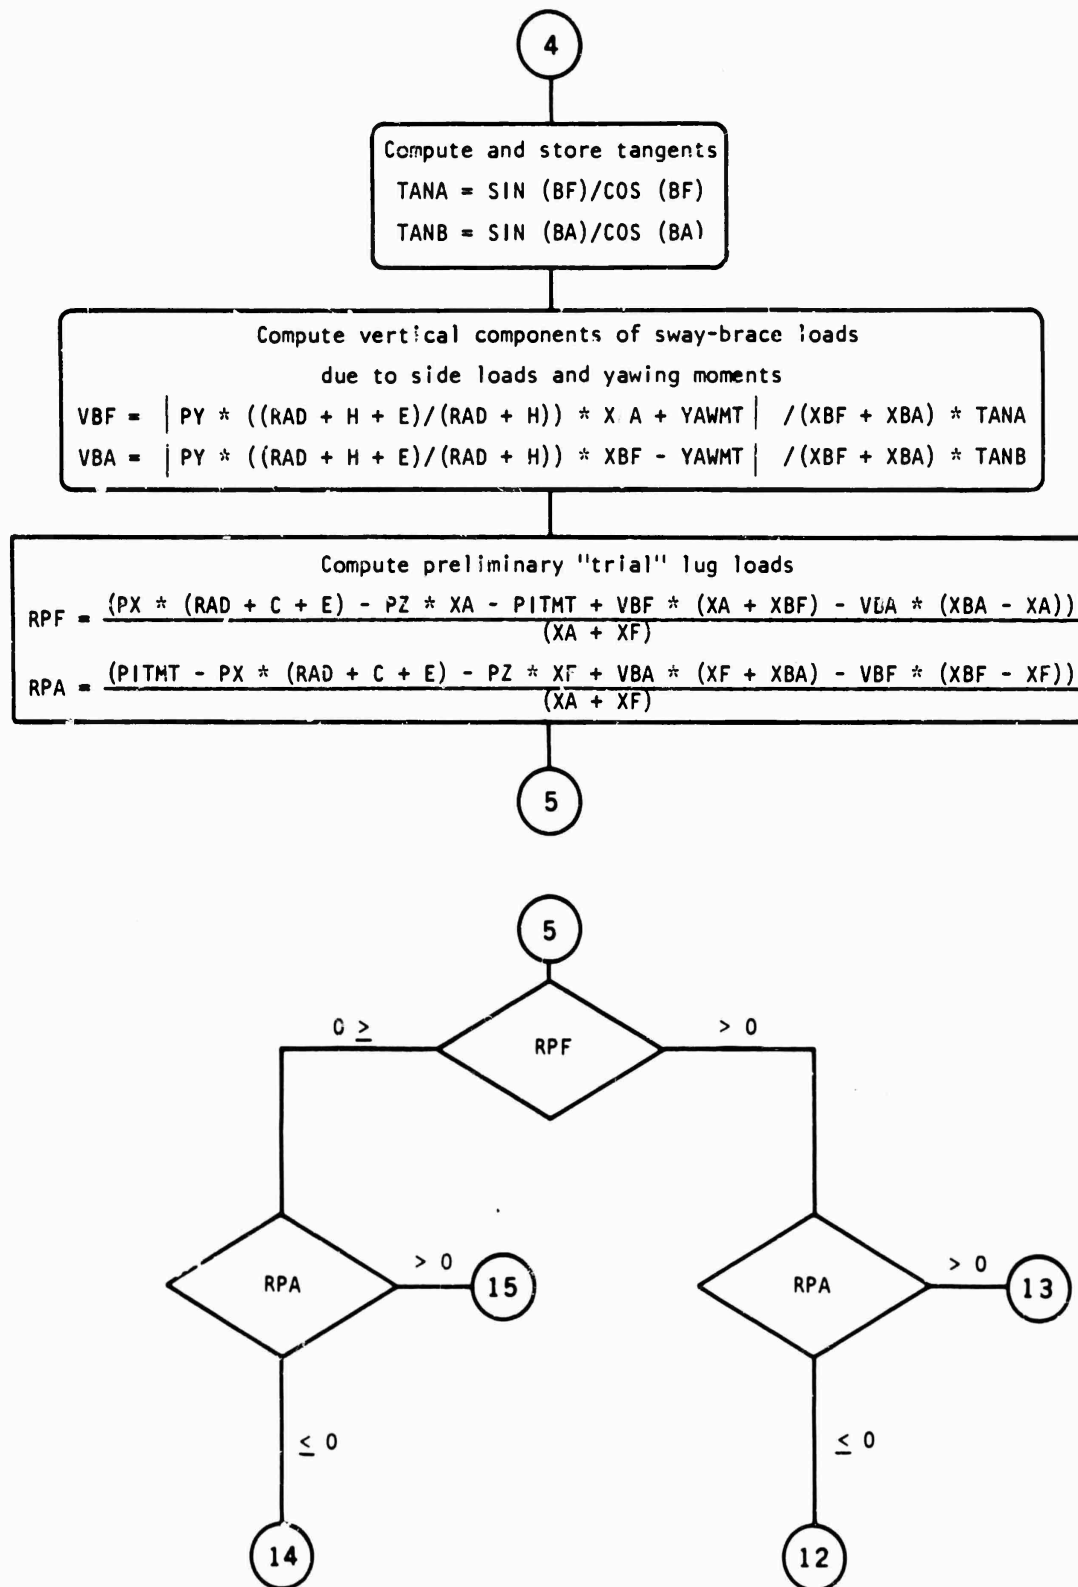 4
Compute and store tangents
TANA = SIN (BF)/COS (BF)
TANB = SIN (BA)/COS (BA)
Compute vertical components of sway-brace loads
due to side loads and yawing moments
VBF = | PY * ((RAD + H + E)/(RAD + H)) * X A + YAWMT | /(XBF + XBA) * TANA
VBA = | PY * ((RAD + H + E)/(RAD + H)) * XBF - YAWMT | /(XBF + XBA) * TANB
Compute preliminary "trial" lug loads
RPF = (PX * (RAD + C + E) - PZ * XA - PITMT + VBF * (XA + XBF) - VBA * (XBA - XA))
(XA + XF)
RPA = (PITMT - PX * (RAD + C + E) - PZ * XF + VBA * (XF + XBA) - VBF * (XBF - XF))
(XA + XF)
5
5
0 ≥
RPF
> 0
RPA
> 0
15
RPA
> 0
13
≤ 0
≤ 0
14
12